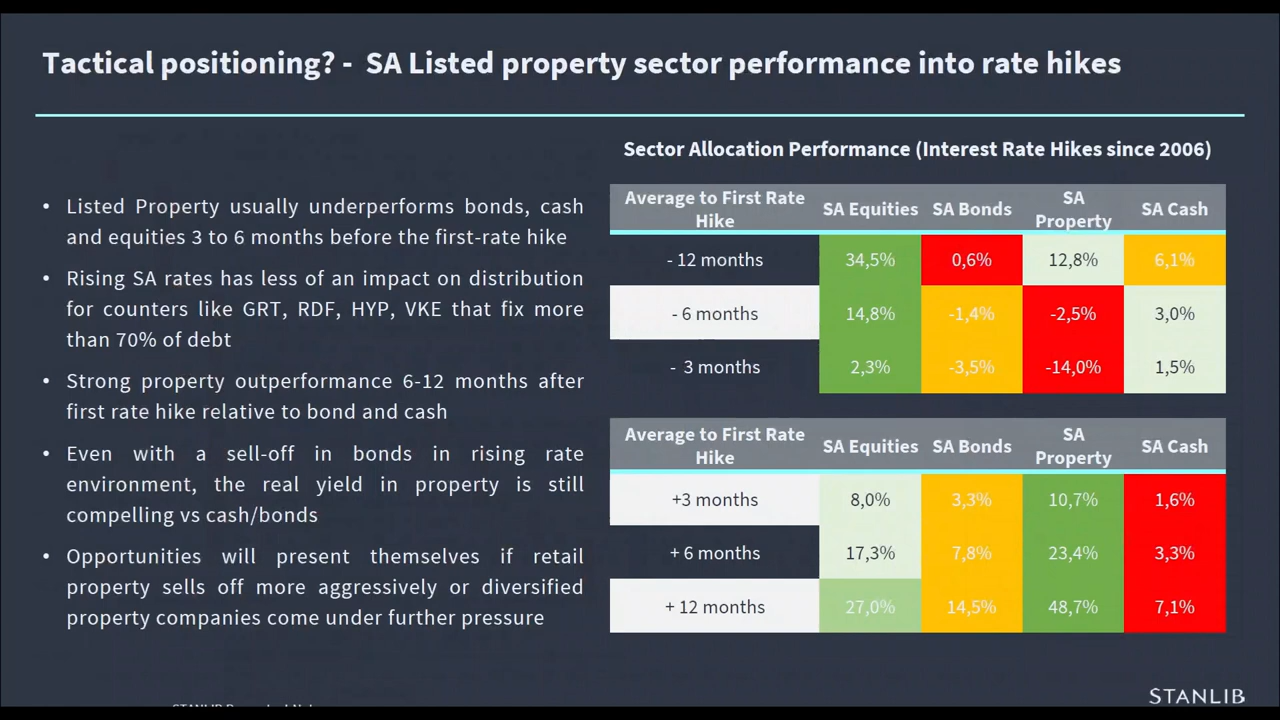 Tactical positioning? - SA Listed property sector performance into rate hikes
• Listed Property usually underperforms bonds, cash
and equities 3 to 6 months before the first-rate hike
• Rising SA rates has less of an impact on distribution
for counters like GRT, RDF, HYP, VKE that fix more
than 70% of debt
• Strong property outperformance 6-12 months after
first rate hike relative to bond and cash
• Even with a sell-off in bonds in rising rate
environment, the real yield in property is still
compelling vs cash/bonds
• Opportunities will present themselves if retail
property sells off more aggressively or diversified
property companies come under further pressure
Sector Allocation Performance (Interest Rate Hikes since 2006)
Average to First Rate Hike SA Equities SA Bonds SA Property SA Cash
- 12 months 34,5% 0,6% 12,8% 6,1%
- 6 months 14,8% -1,4% -2,5% 3,0%
- 3 months 2,3% -3,5% -14,0% 1,5%
Average to First Rate Hike SA Equities SA Bonds SA Property SA Cash
+3 months 8,0% 3,3% 10,7% 1,6%
+ 6 months 17,3% 7,8% 23,4% 3,3%
+ 12 months 27,0% 14,5% 48,7% 7,1%
STANLIB
STANLIB